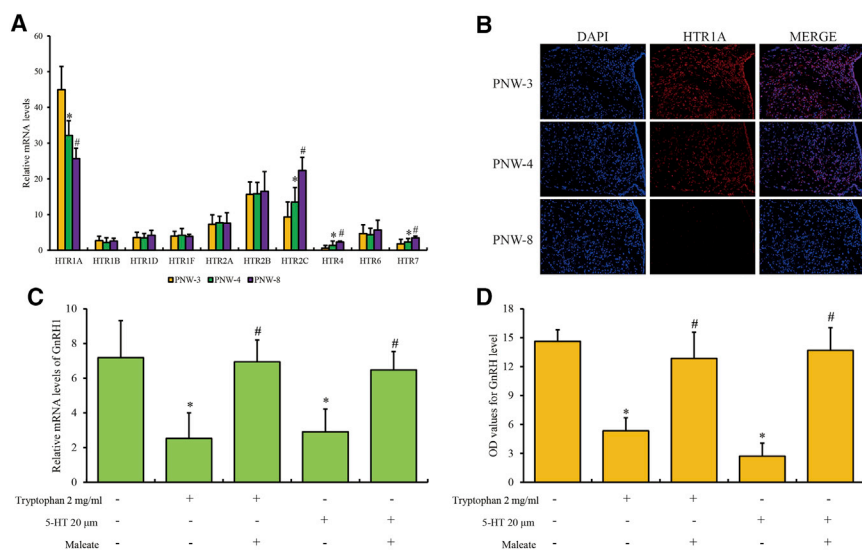 A
Relative mRNA levels
60
50
40
30
20
10
0
*
#
*
#
*
#
*
#
HTR1A HTR1B HTR1D HTR1F HTR2A HTR2B HTR2C HTR4 HTR6 HTR7
PNW-3 PNW-4 PNW-8
B
DAPI HTR1A MERGE
PNW-3
PNW-4
PNW-8
C
Relative mRNA levels of GnRH1
10
8
6
4
2
0
* # * #
Tryptophan 2 mg/ml - + + - -
5-HT 20 μm - - - + +
Maleate - - + - +
D
OD values for GnRH level
18
15
12
9
6
3
0
* # * #
Tryptophan 2 mg/ml - + + - -
5-HT 20 μm - - - + +
Maleate - - + - +